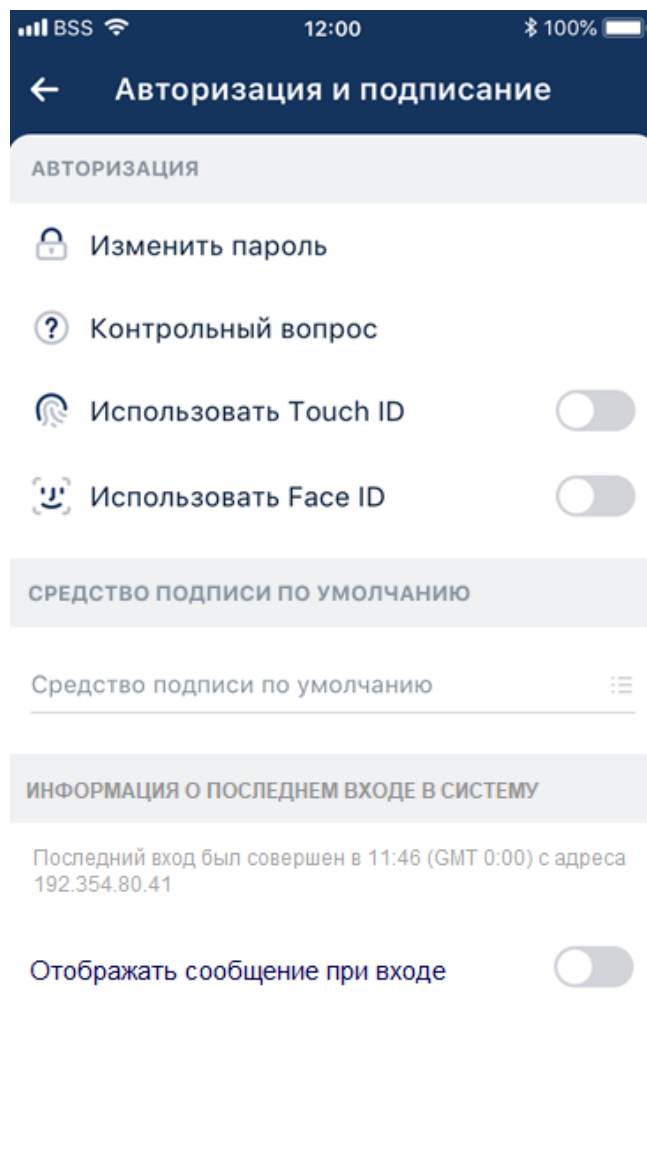 BSS 12:00 100%
Авторизация и подписание
АВТОРИЗАЦИЯ
Изменить пароль
Контрольный вопрос
Использовать Touch ID
Использовать Face ID
СРЕДСТВО ПОДПИСИ ПО УМОЛЧАНИЮ
Средство подписи по умолчанию
ИНФОРМАЦИЯ О ПОСЛЕДНЕМ ВХОДЕ В СИСТЕМУ
Последний вход был совершен в 11:46 (GMT 0:00) с адреса
192.354.80.41
Отображать сообщение при входе